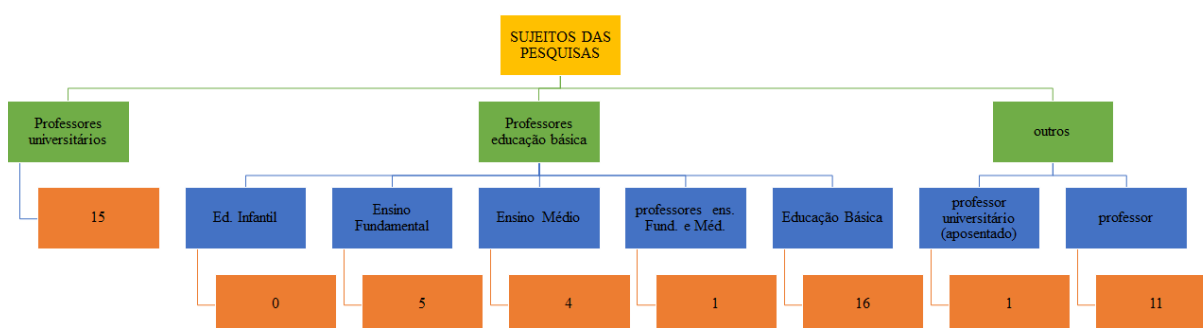 SUJEITOS DAS
PESQUISAS
Professores
universitários
Professores
educação básica
outros
15
Ed. Infantil
Ensino
Fundamental
Ensino Médio
professores ens.
Fund. e Méd.
Educação Básica
professor
universitário
(aposentado)
professor
0
5
4
1
16
1
11